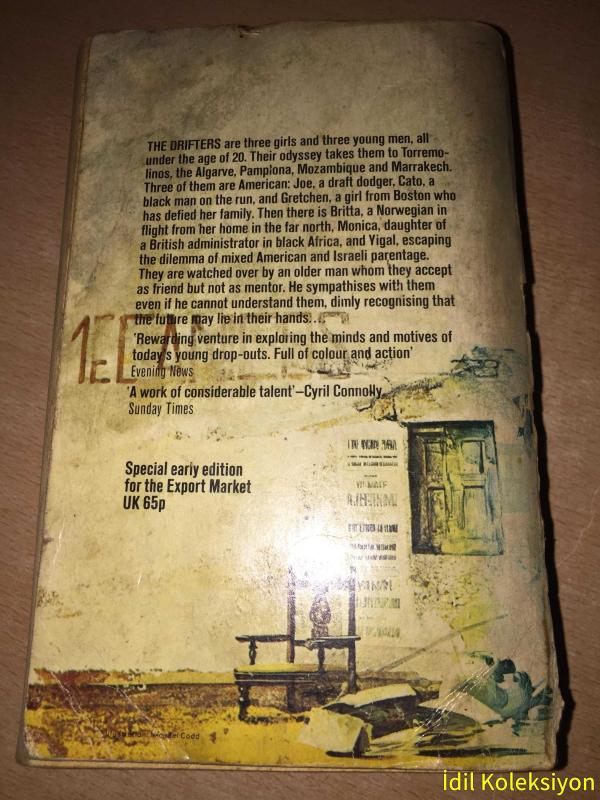 THE DRIFTERS are three girls and three young men, all
under the age of 20. Their odyssey takes them to Torremo-
linos, the Algarve, Pamplona, Mozambique and Marrakech.
Three of them are American: Joe, a draft dodger, Cato, a
black man on the run, and Gretchen, a girl from Boston who
has defied her family. Then there is Britta, a Norwegian in
flight from her home in the far north, Monica, daughter of
a British administrator in black Africa, and Yigal, escaping
the dilemma of mixed American and Israeli parentage.
They are watched over by an older man whom they accept
as friend but not as mentor. He sympathises with them
even if he cannot understand them, dimly recognising that
the future may lie in their hands...
'Rewarding venture in exploring the minds and motives of
today's young drop-outs. Full of colour and action'
Evening News
'A work of considerable talent'–Cyril Connolly,
Sunday Times
Special early edition
for the Export Market
UK 65p
Codd
İdil Koleksiyon